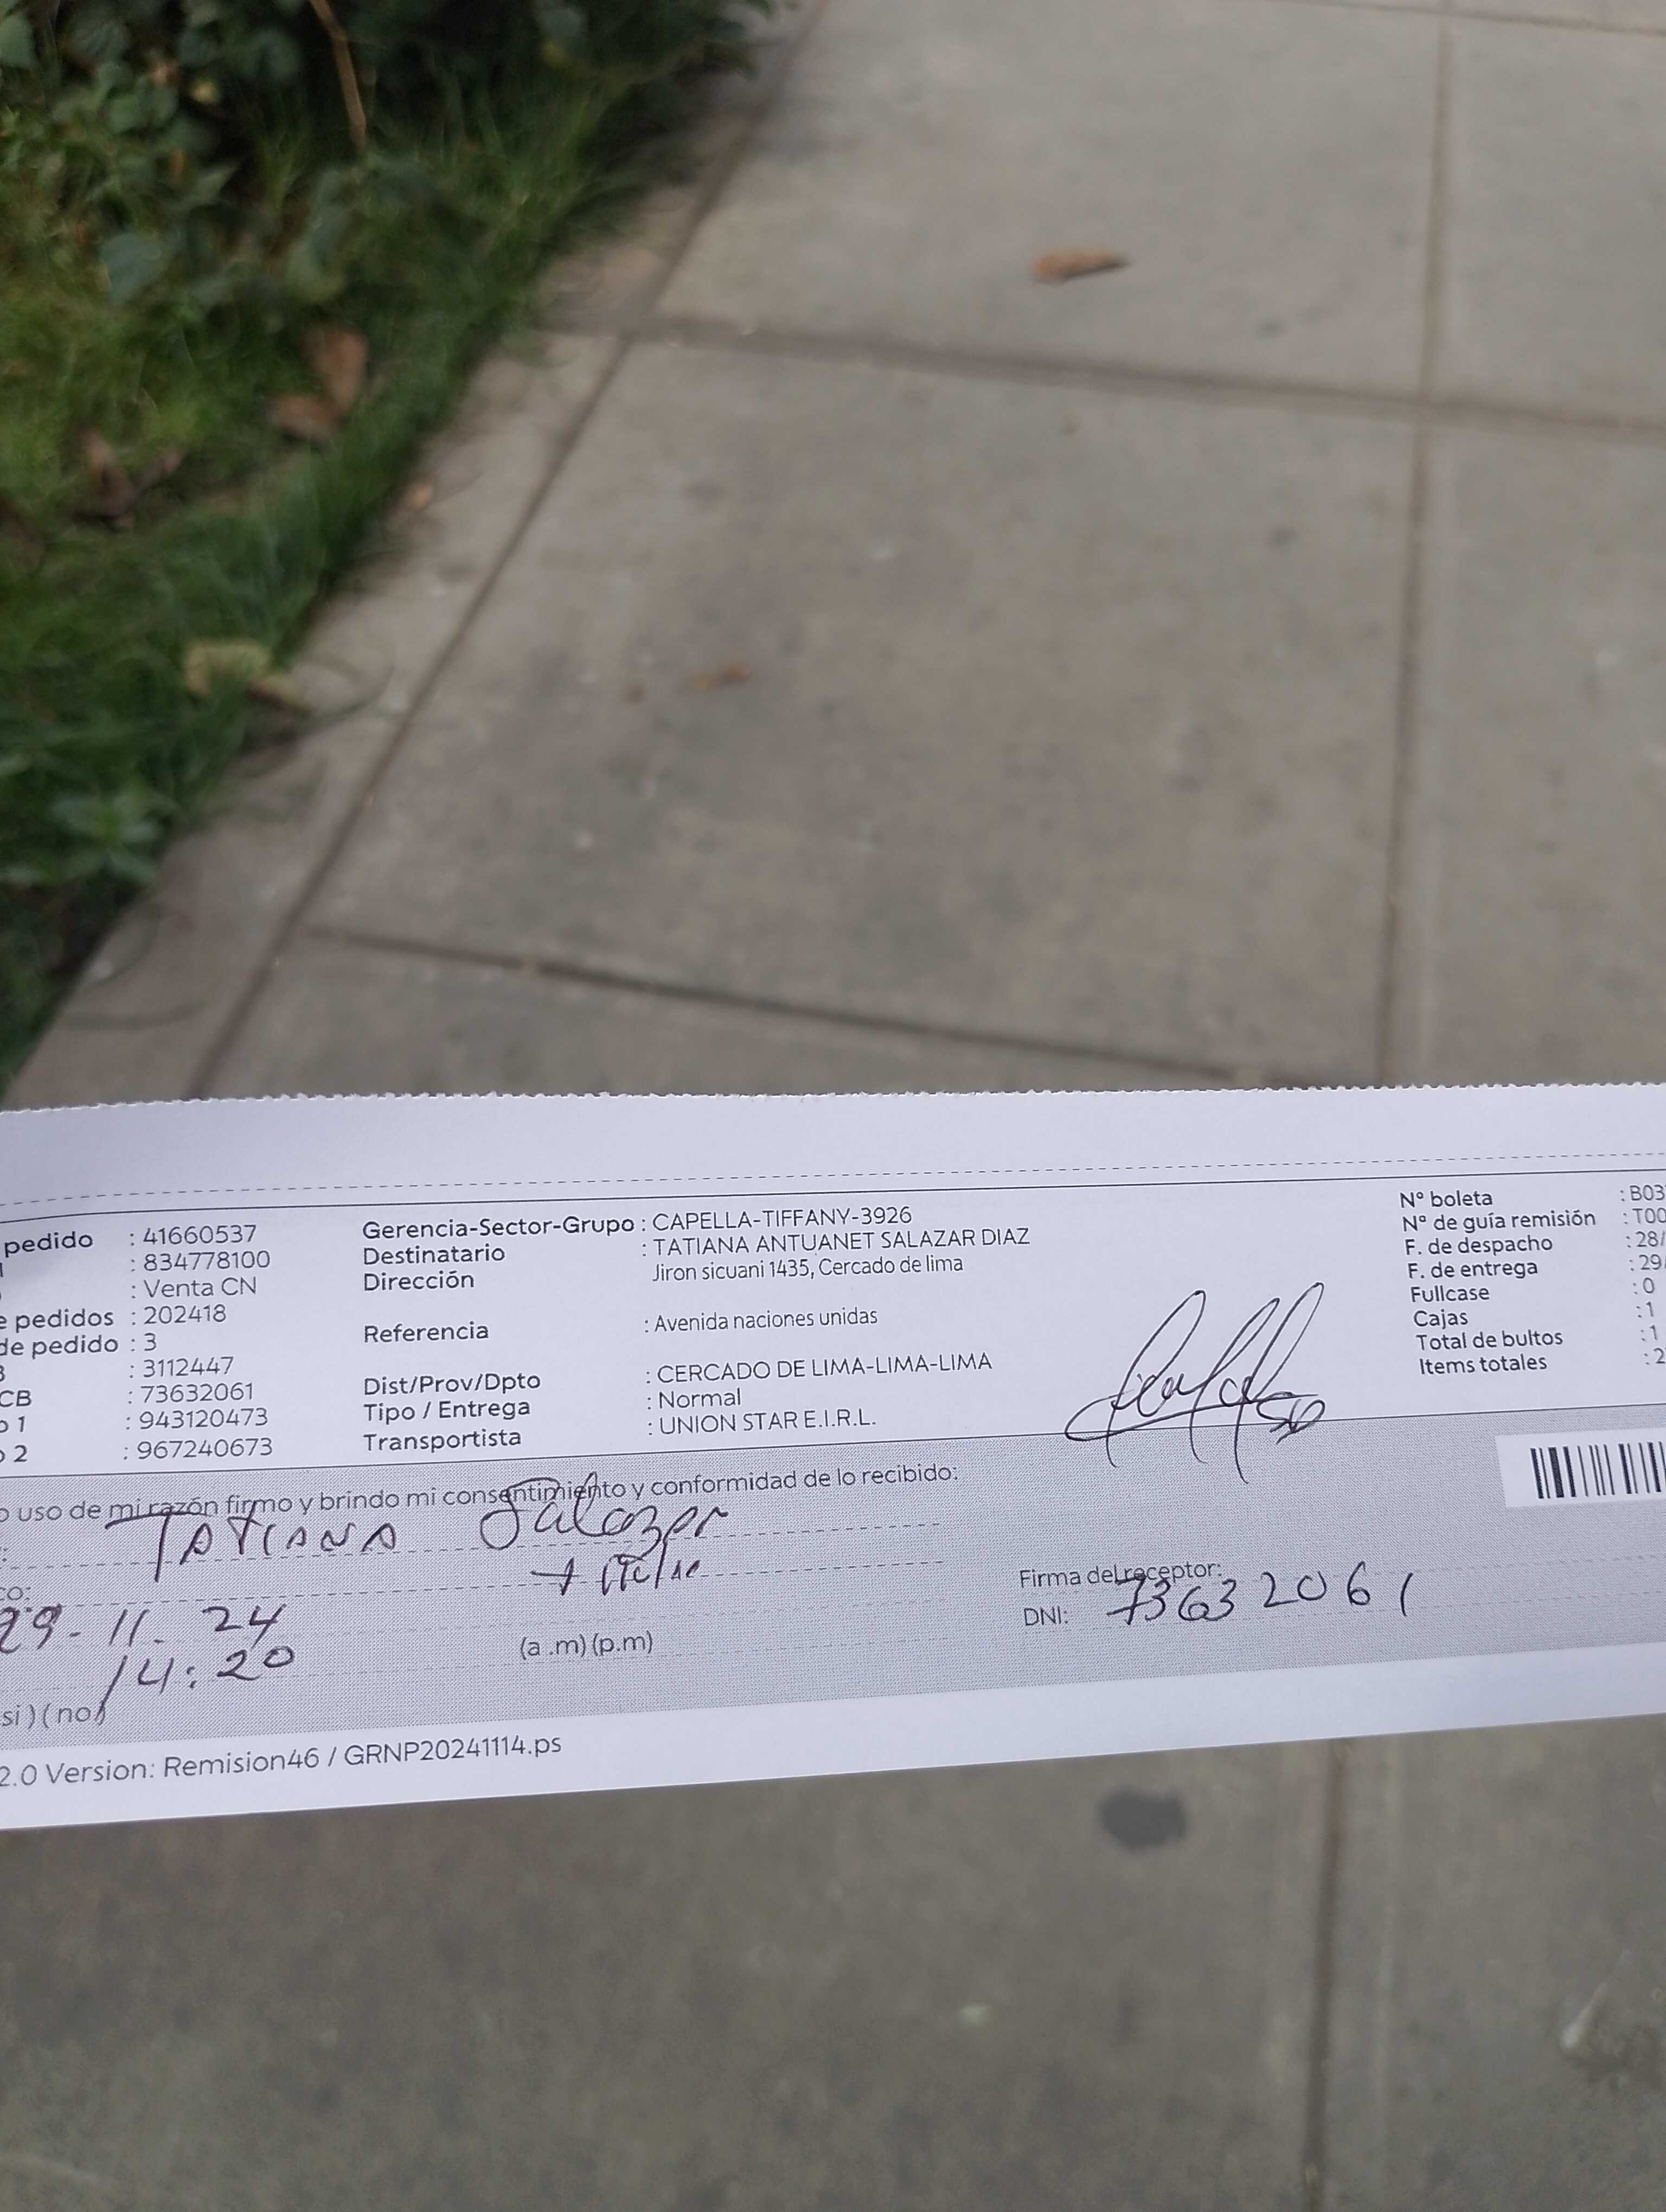 pedido : 41660537
: 834778100
: Venta CN
e pedidos : 202418
de pedido : 3
: 3112447
CB : 73632061
o 1 : 943120473
o 2 : 967240673
Gerencia-Sector-Grupo : CAPELLA-TIFFANY-3926
Destinatario : TATIANA ANTUANET SALAZAR DIAZ
Dirección Jiron sicuani 1435, Cercado de lima
Referencia : Avenida naciones unidas
Dist/Prov/Dpto : CERCADO DE LIMA-LIMA-LIMA
Tipo / Entrega : Normal
Transportista : UNION STAR E.I.R.L.
N° boleta : B03
N° de guía remisión : T00
F. de despacho : 28/
F. de entrega : 29
Fullcase : 0
Cajas : 1
Total de bultos : 1
Items totales : 2
o uso de mi razón firmo y brindo mi consentimiento y conformidad de lo recibido:
TATIANA Salazar
co:
29-11-24
14:20
(a .m) (p.m)
Firma del receptor:
DNI: 73632061
si ) ( no )
2.0 Version: Remision46 / GRNP20241114.ps